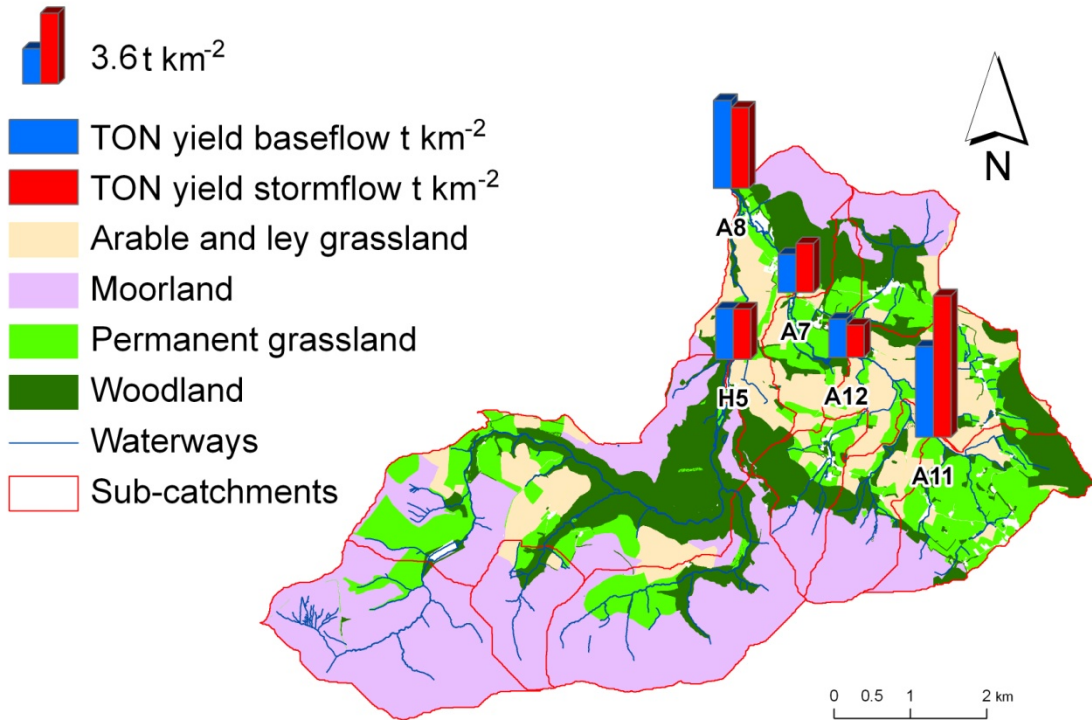 3.6 t km-2
TON yield baseflow t km-2
TON yield stormflow t km-2
Arable and ley grassland
Moorland
Permanent grassland
Woodland
Waterways
Sub-catchments
N
A8
A7
H5
A12
A11
0 0.5 1 2 km